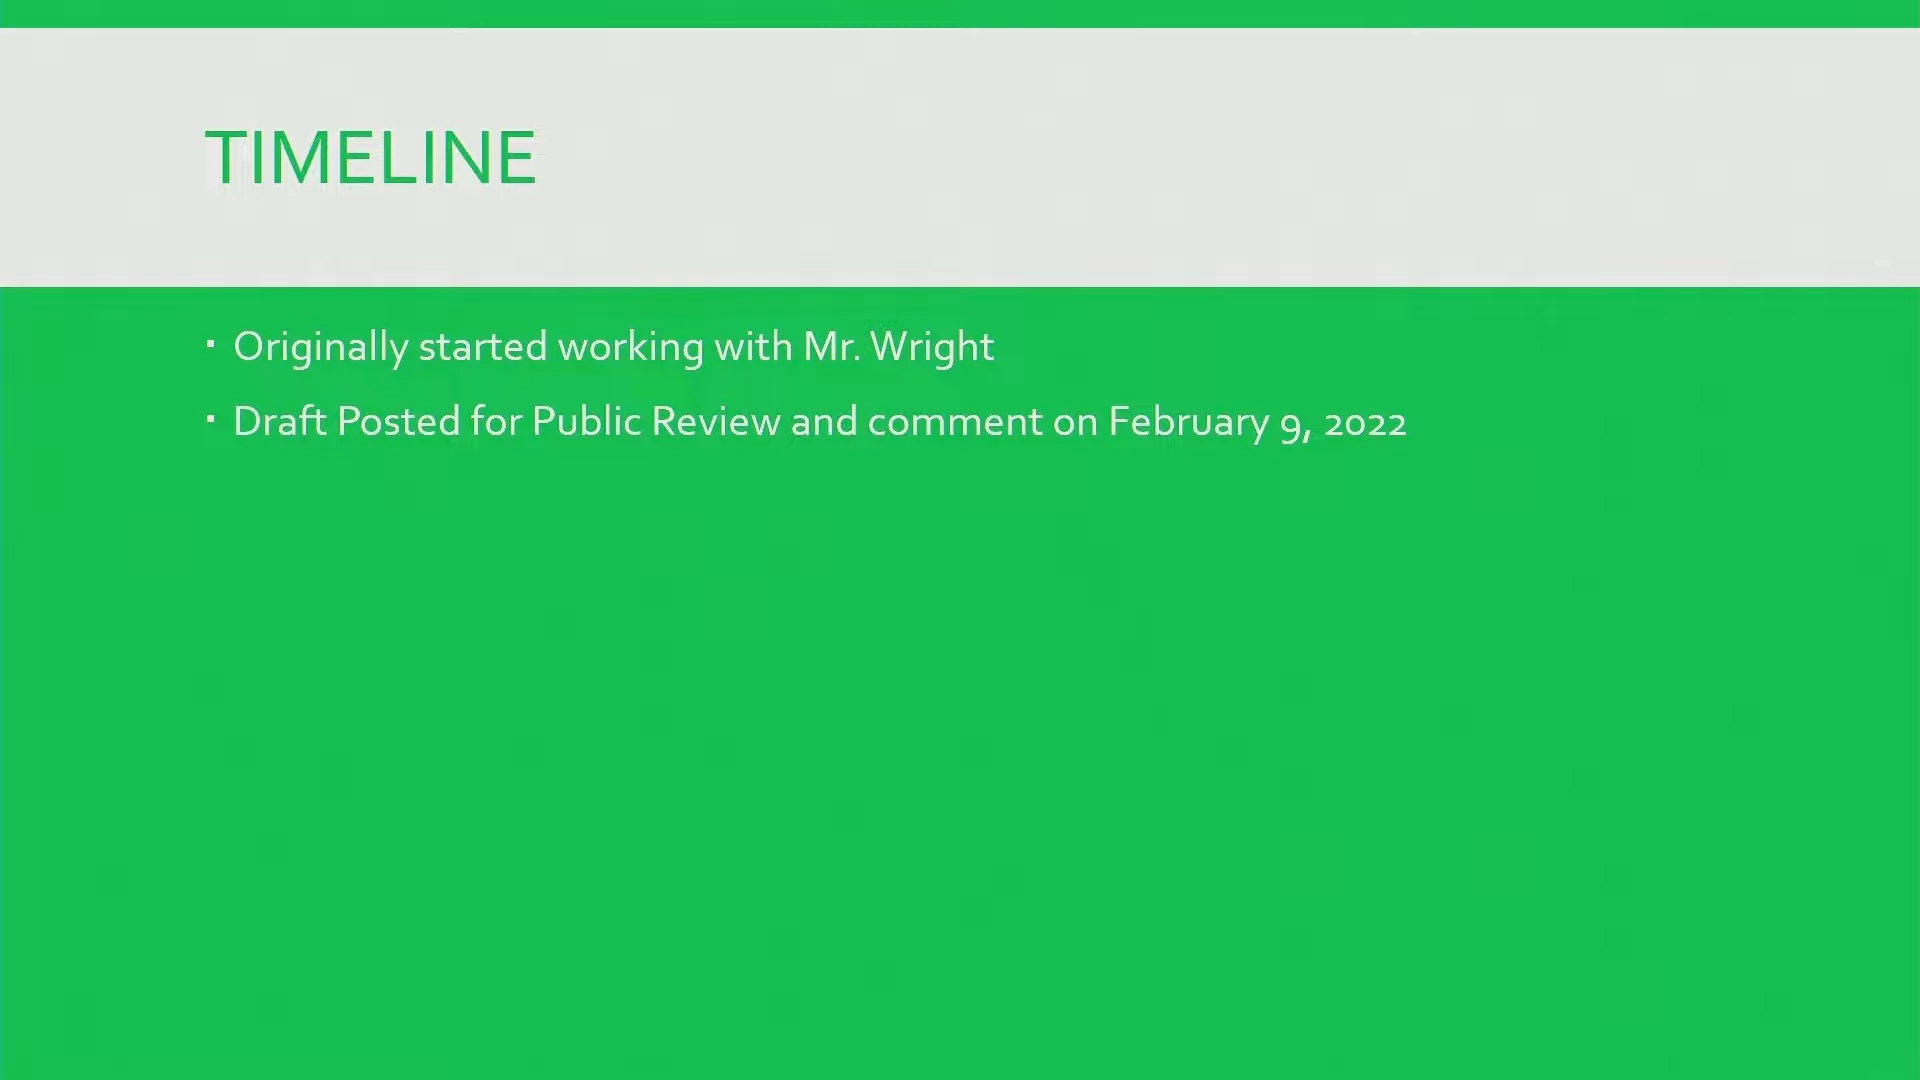 TIMELINE
▪ Originally started working with Mr. Wright
▪ Draft Posted for Public Review and comment on February 9, 2022